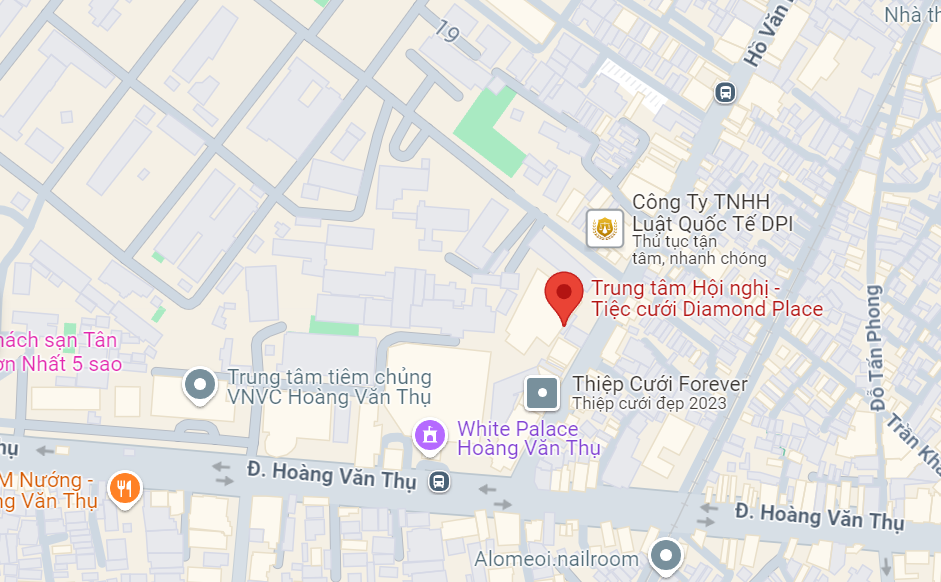 19
Hồ Văn
Nhà
Công Ty TNHH
Luật Quốc Tế DPI
Thủ tục tận
tâm, nhanh chóng
Trung tâm Hội nghị -
Tiệc cưới Diamond Place
Đỗ Tấn Phong
hách sạn Tân
ơn Nhất 5 sao
Trung tâm tiêm chủng
VNVC Hoàng Văn Thụ
Thiệp Cưới Forever
Thiệp cưới đẹp 2023
White Palace
Hoàng Văn Thụ
Trần Kh
hụ
Đ. Hoàng Văn Thụ
M Nướng -
ng Văn Thụ
Đ. Hoàng Văn Thụ
Alomeoi.nailroom